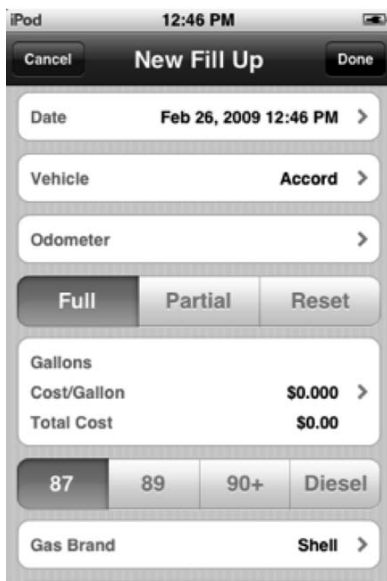 iPod 12:46 PM
Cancel New Fill Up Done
Date Feb 26, 2009 12:46 PM
Vehicle Accord
Odometer
Full Partial Reset
Gallons
Cost/Gallon $0.000
Total Cost $0.00
87 89 90+ Diesel
Gas Brand Shell